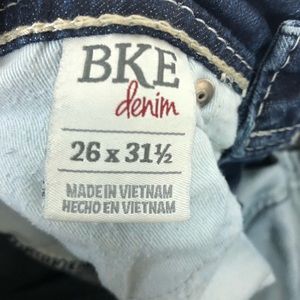 BKE
denim
26 x 31½
MADE IN VIETNAM
HECHO EN VIETNAM